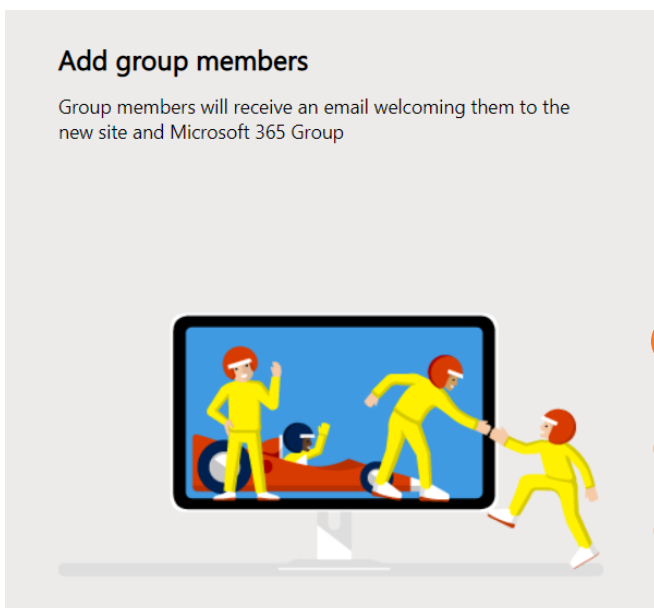 Add group members
Group members will receive an email welcoming them to the
new site and Microsoft 365 Group